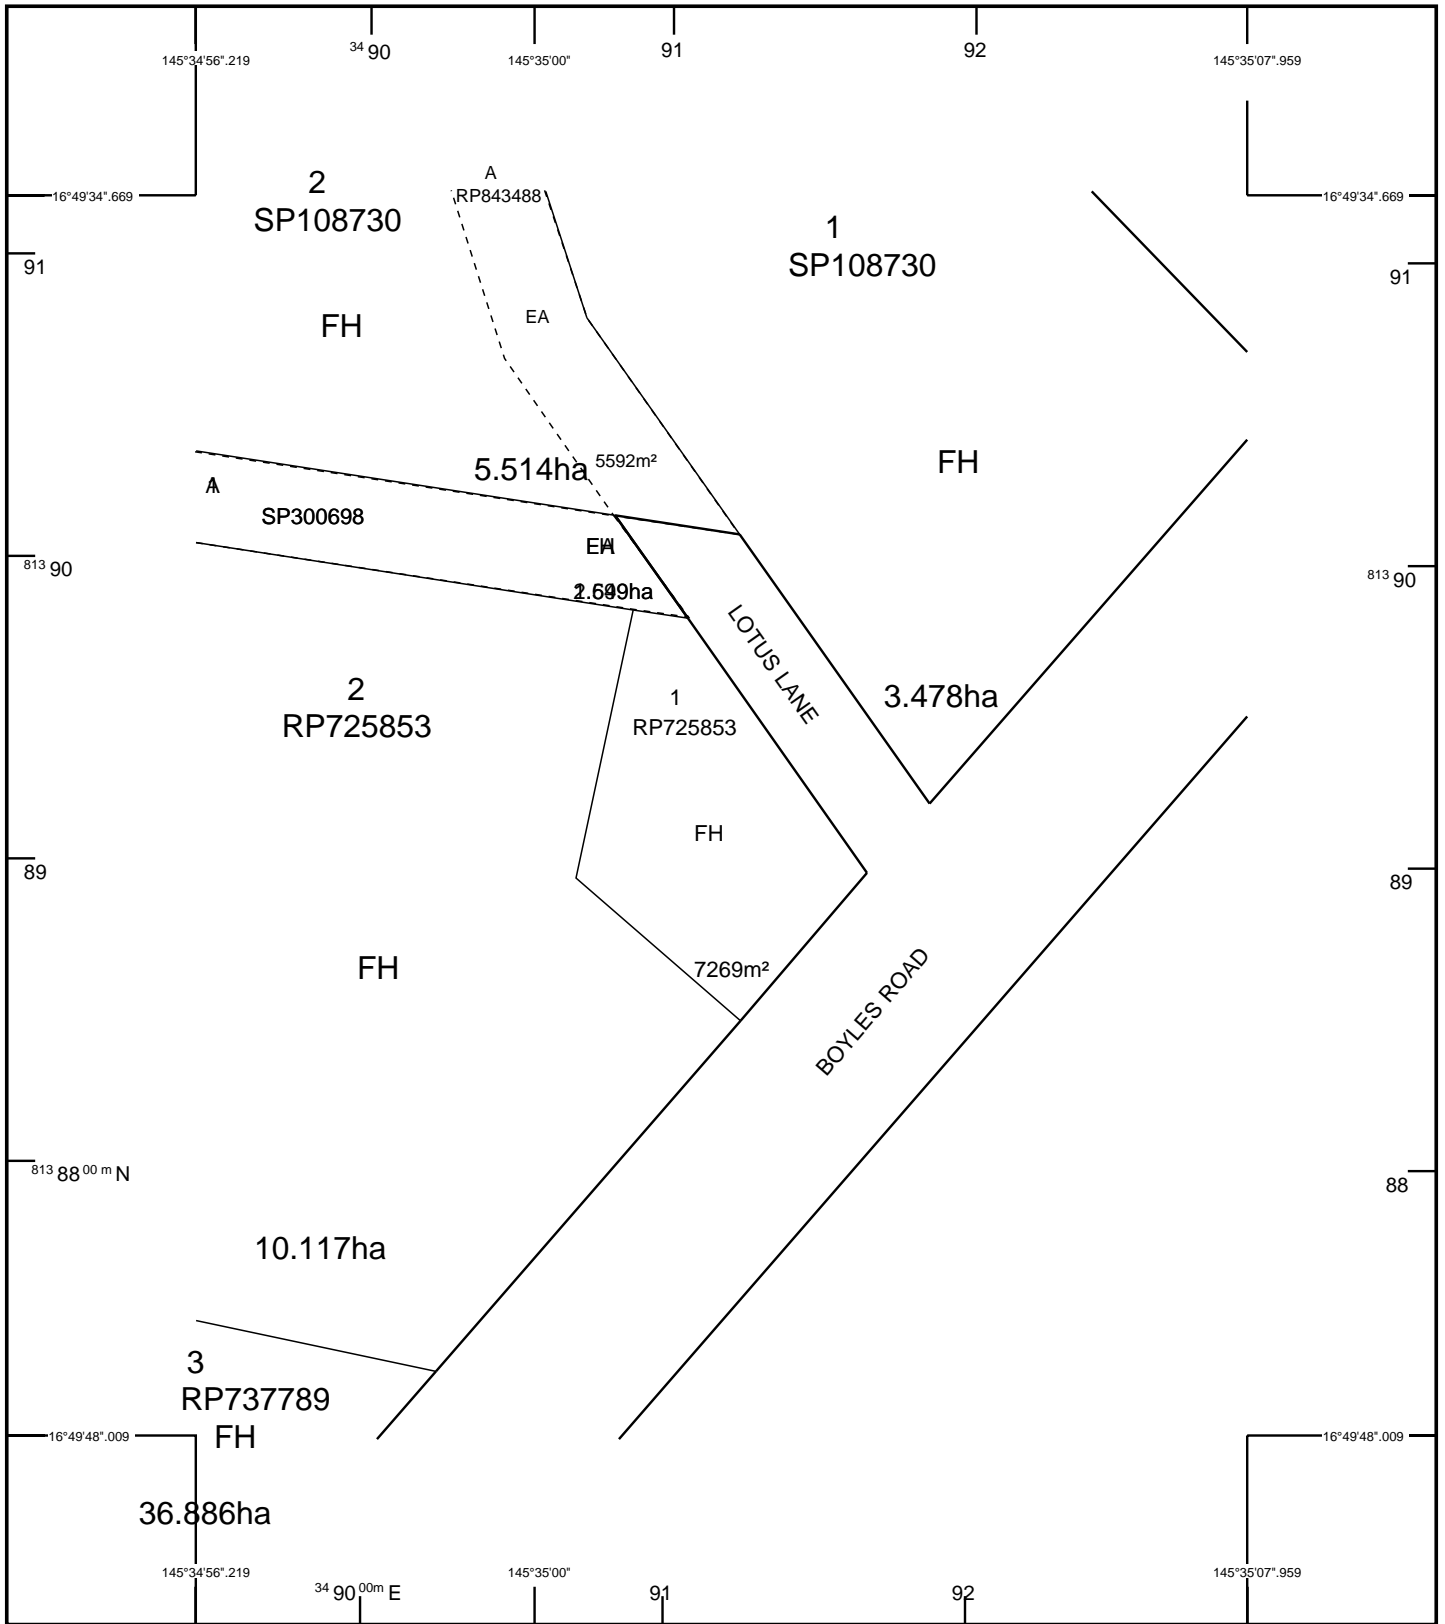 34 90
91
92
145°34'56".219
145°35'00"
145°35'07".959
A
RP843488
16°49'34".669
16°49'34".669
2
SP108730
1
SP108730
91
91
EA
FH
5.514ha
5592m²
FH
A
SP300698
813 90
813 90
LOTUS LANE
2
RP725853
1
RP725853
3.478ha
FH
89
89
FH
7269m²
BOYLES ROAD
813 88 00 m N
88
10.117ha
3
RP737789
FH
16°49'48".009
16°49'48".009
36.886ha
145°34'56".219
145°35'00"
145°35'07".959
34 90 00m E
91
92